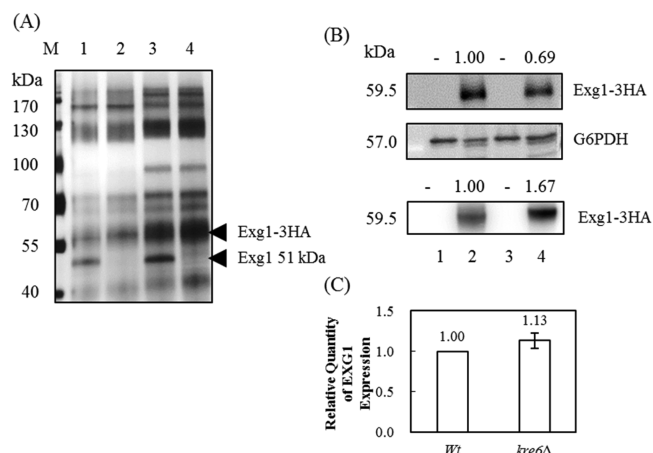 (A)
M 1 2 3 4
kDa
170
130
100
70
55
40
Exg1-3HA
Exg1 51 kDa
(B)
kDa - 1.00 - 0.69
59.5 Exg1-3HA
57.0 G6PDH
- 1.00 - 1.67
59.5 Exg1-3HA
1 2 3 4
(C)
Relative Quantity
of EXG1
Expression
1.5
1.0
0.5
0.0
1.00
1.13
Wt kre6Δ